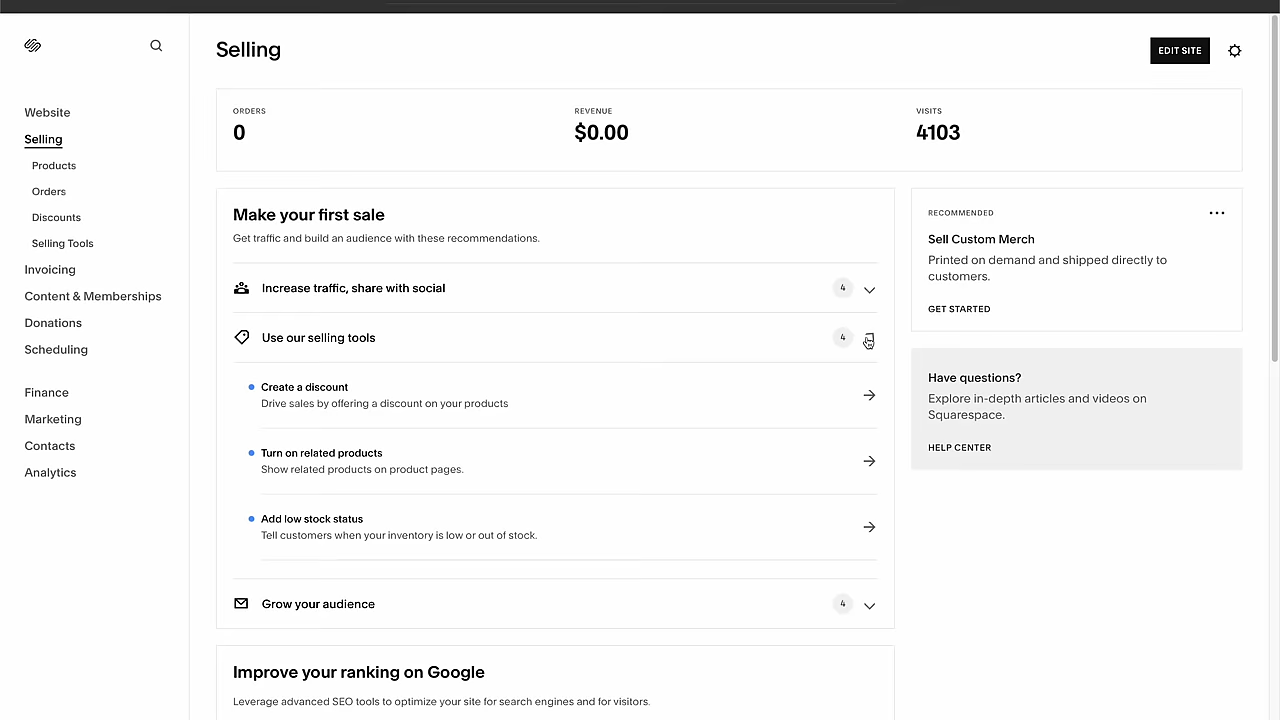 Selling
EDIT SITE
Website
Selling
Products
Orders
Discounts
Selling Tools
Invoicing
Content & Memberships
Donations
Scheduling
Finance
Marketing
Contacts
Analytics
ORDERS
0
REVENUE
$0.00
VISITS
4103
Make your first sale
Get traffic and build an audience with these recommendations.
Increase traffic, share with social
4
Use our selling tools
4
Create a discount
Drive sales by offering a discount on your products
Turn on related products
Show related products on product pages.
Add low stock status
Tell customers when your inventory is low or out of stock.
Grow your audience
4
Improve your ranking on Google
Leverage advanced SEO tools to optimize your site for search engines and for visitors.
RECOMMENDED
Sell Custom Merch
Printed on demand and shipped directly to
customers.
GET STARTED
Have questions?
Explore in-depth articles and videos on
Squarespace.
HELP CENTER